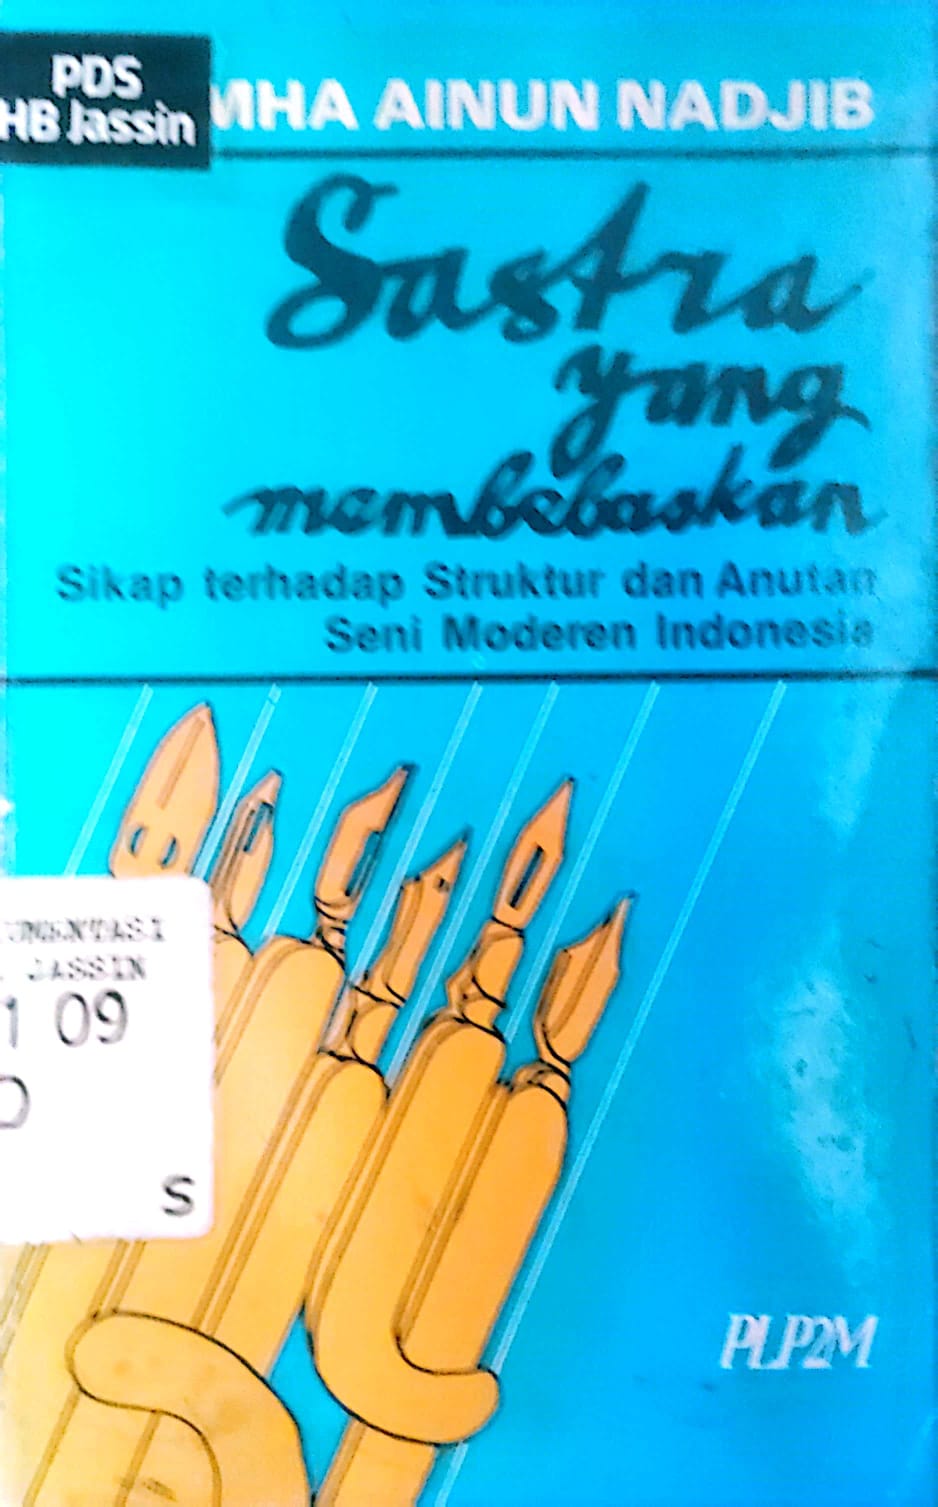 PDS
HB Jassin
MHA AINUN NADJIB
Sastra
yang
membebaskan
Sikap terhadap Struktur dan Anutan
Seni Moderen Indonesia
UMENTASI
JASSIN
1 09
S
PLP2M